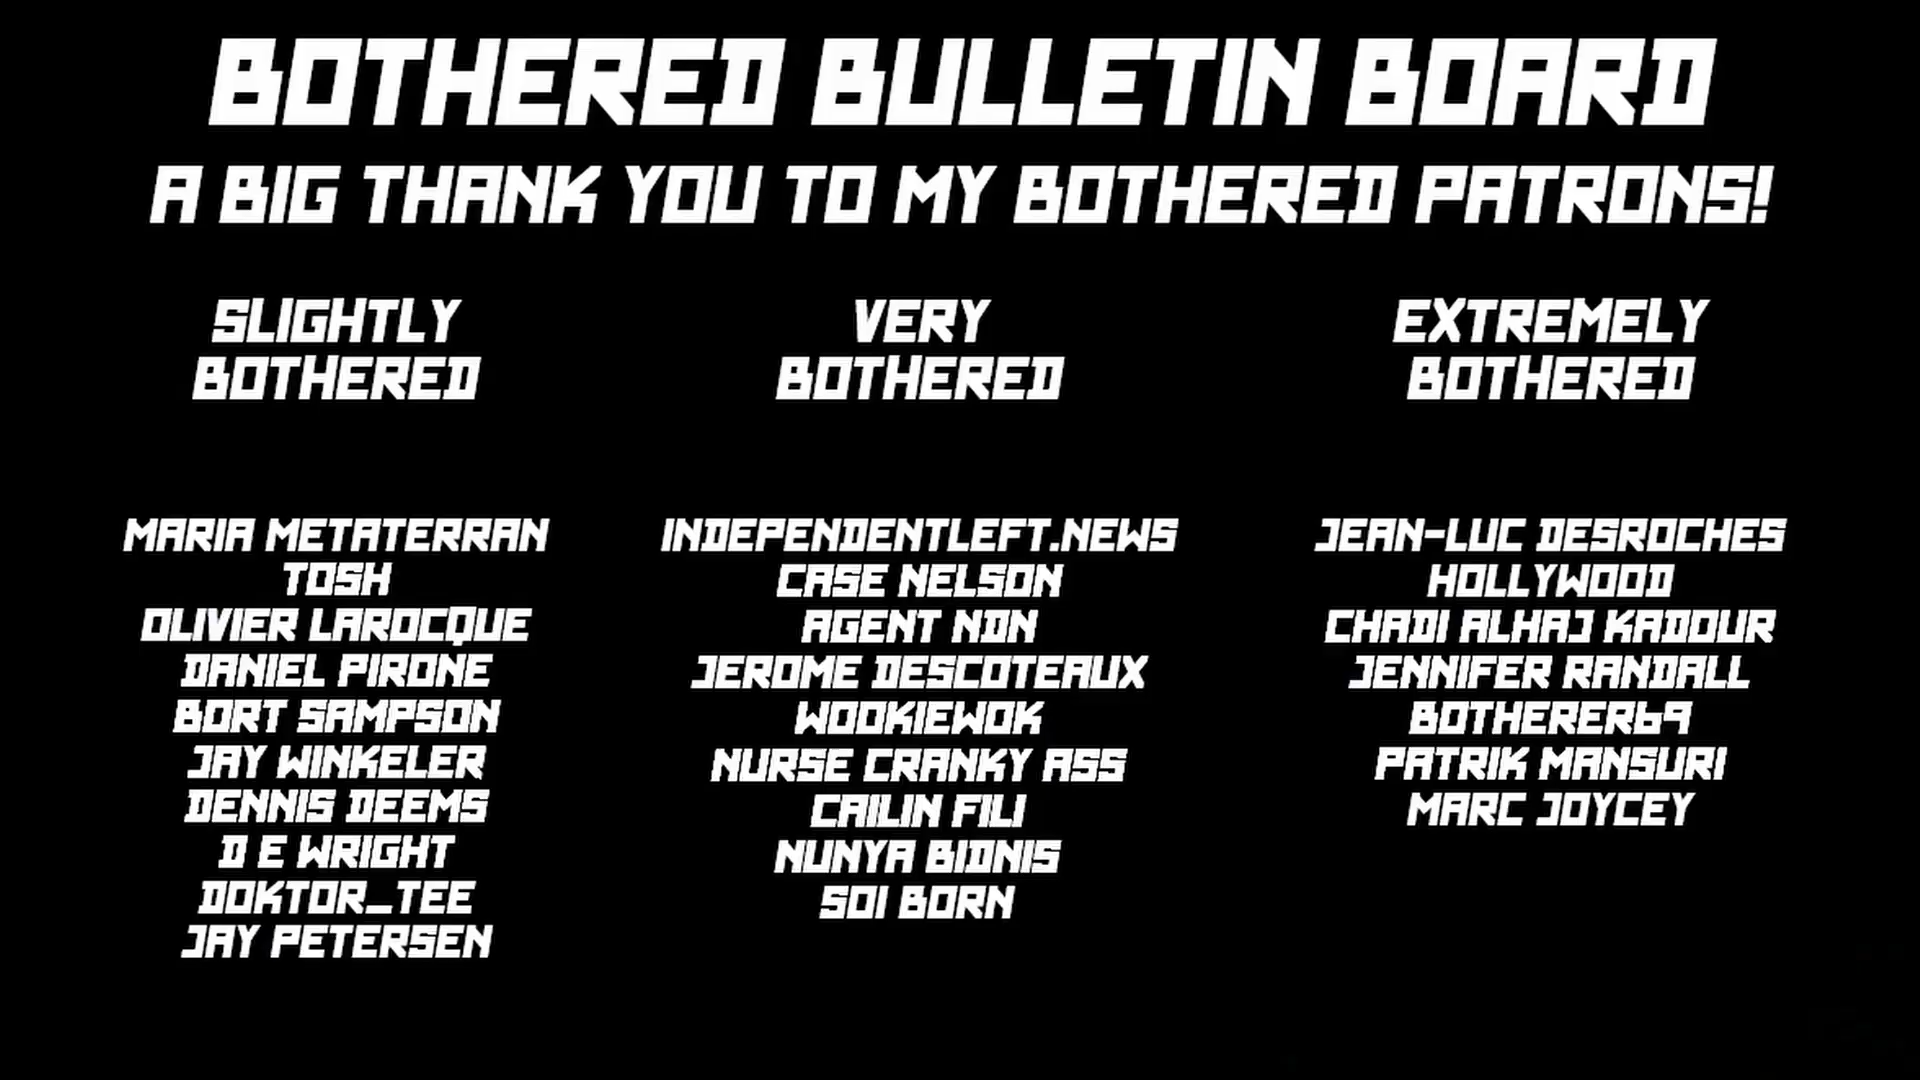 BOTHERED BULLETIN BOARD
A BIG THANK YOU TO MY BOTHERED PATRONS!
SLIGHTLY
BOTHERED
MARIA METATERRAN
TOSH
OLIVIER LAROCQUE
DANIEL PIRONE
BORT SAMPSON
JAY WINKELER
DENNIS DEEMS
D E WRIGHT
DOKTOR_TEE
JAY PETERSEN
VERY
BOTHERED
INDEPENDENTLEFT.NEWS
CASE NELSON
AGENT NDN
JEROME DESCOTEAUX
WOOKIEWOK
NURSE CRANKY ASS
CAILIN FILI
NUNYA BIDNIS
SOI BORN
EXTREMELY
BOTHERED
JEAN-LUC DESROCHES
HOLLYWOOD
CHADI ALHAJ KADOUR
JENNIFER RANDALL
BOTHERER69
PATRIK MANSURI
MARC JOYCEY